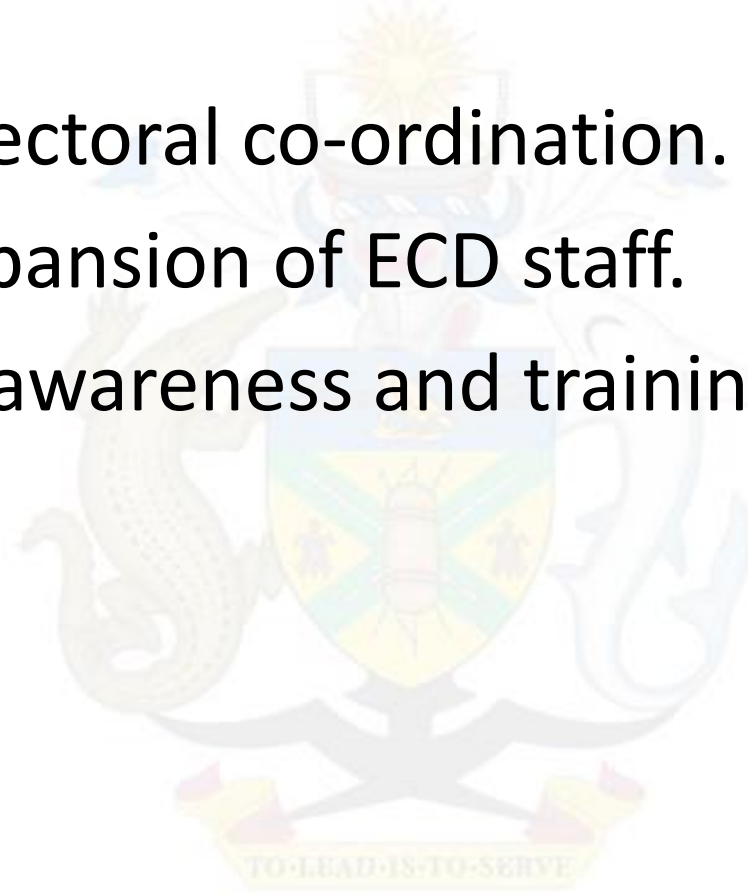 ectoral co-ordination.
pansion of ECD staff.
awareness and trainin
TO·LEAD·IS·TO·SERVE